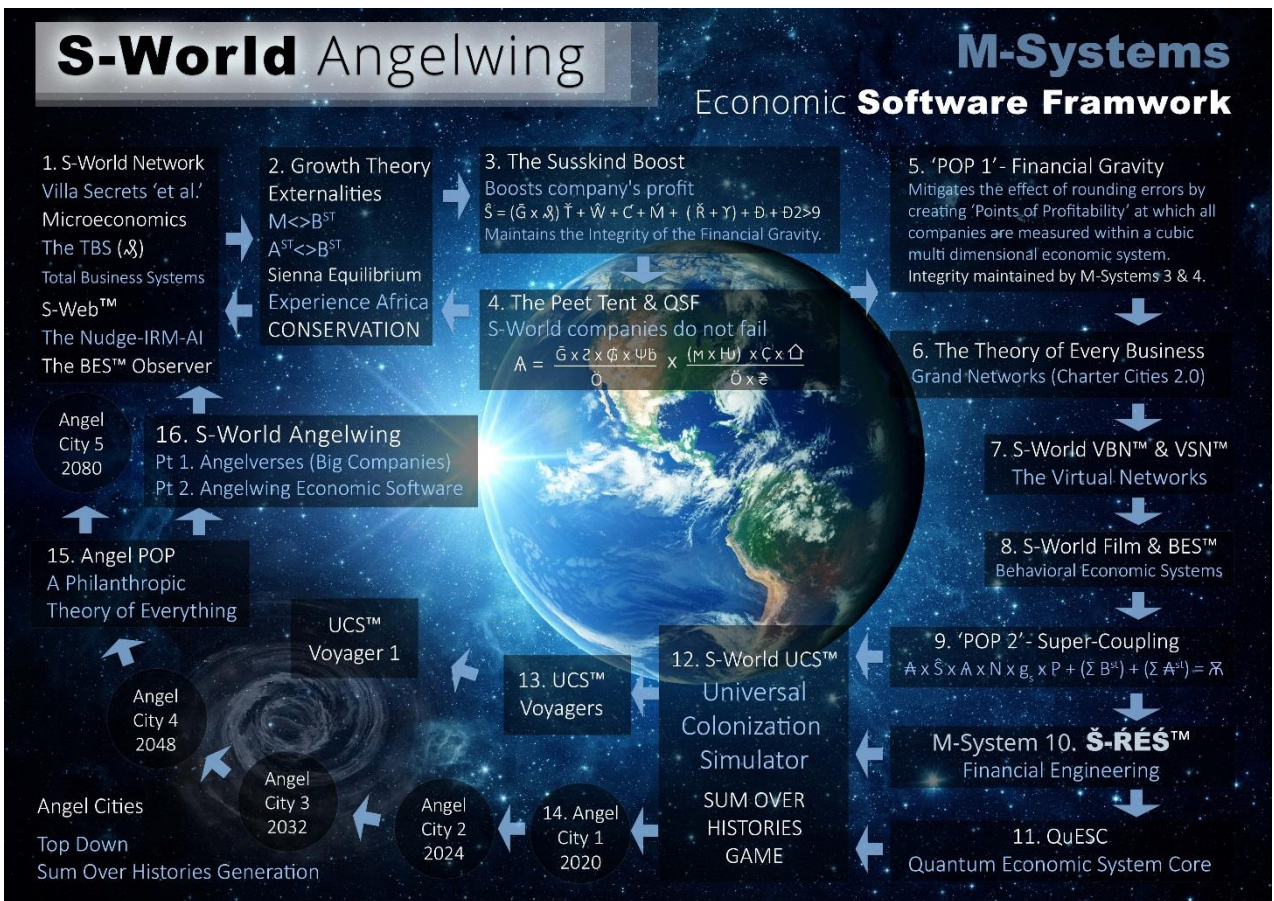 S-World Angelwing
M-Systems
Economic Software Framwork
1. S-World Network
Villa Secrets 'et al.'
Microeconomics
The TBS (𝓡)
Total Business Systems
S-Web™
The Nudge-IRM-AI
The BES™ Observer
2. Growth Theory
Externalities
M<>Bˢᵀ
Aˢᵀ<>Bˢᵀ
Sienna Equilibrium
Experience Africa
CONSERVATION
3. The Susskind Boost
Boosts company's profit
Maintains the Integrity of the Financial Gravity.
4. The Peet Tent & QSF
S-World companies do not fail
5. 'POP 1'- Financial Gravity
Mitigates the effect of rounding errors by
creating 'Points of Profitability' at which all
companies are measured within a cubic
multi dimensional economic system.
Integrity maintained by M-Systems 3 & 4.
6. The Theory of Every Business
Grand Networks (Charter Cities 2.0)
7. S-World VBN™ & VSN™
The Virtual Networks
8. S-World Film & BES™
Behavioral Economic Systems
9. 'POP 2'- Super-Coupling
M-System 10. Š-ŔÉŚ™
Financial Engineering
11. QuESC
Quantum Economic System Core
12. S-World UCS™
Universal
Colonization
Simulator
SUM OVER
HISTORIES
GAME
13. UCS™
Voyagers
UCS™
Voyager 1
14. Angel
City 1
2020
Angel
City 2
2024
Angel
City 3
2032
Angel
City 4
2048
Angel Cities
Top Down
Sum Over Histories Generation
15. Angel POP
A Philanthropic
Theory of Everything
Angel
City 5
2080
16. S-World Angelwing
Pt 1. Angelverses (Big Companies)
Pt 2. Angelwing Economic Software